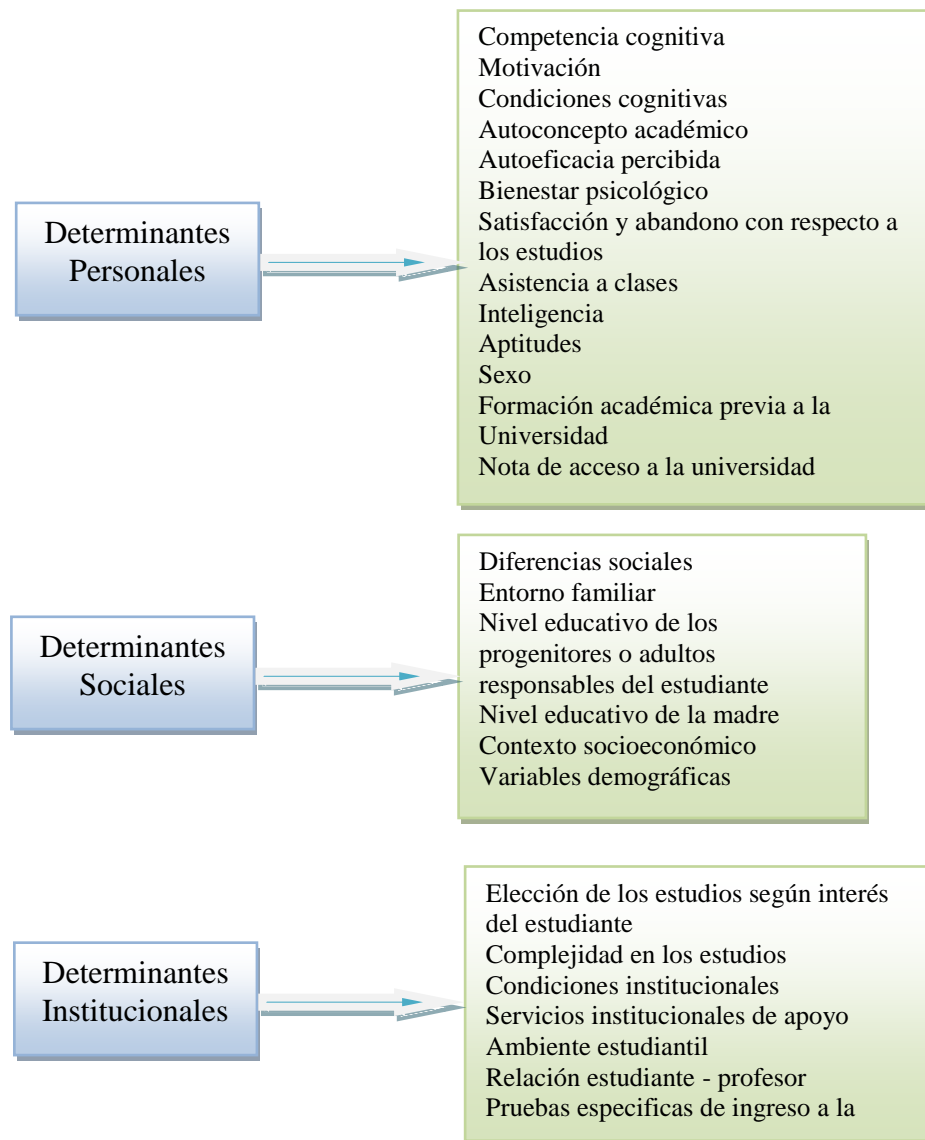 Determinantes
Personales
Competencia cognitiva
Motivación
Condiciones cognitivas
Autoconcepto académico
Autoeficacia percibida
Bienestar psicológico
Satisfacción y abandono con respecto a
los estudios
Asistencia a clases
Inteligencia
Aptitudes
Sexo
Formación académica previa a la
Universidad
Nota de acceso a la universidad
Determinantes
Sociales
Diferencias sociales
Entorno familiar
Nivel educativo de los
progenitores o adultos
responsables del estudiante
Nivel educativo de la madre
Contexto socioeconómico
Variables demográficas
Determinantes
Institucionales
Elección de los estudios según interés
del estudiante
Complejidad en los estudios
Condiciones institucionales
Servicios institucionales de apoyo
Ambiente estudiantil
Relación estudiante - profesor
Pruebas especificas de ingreso a la